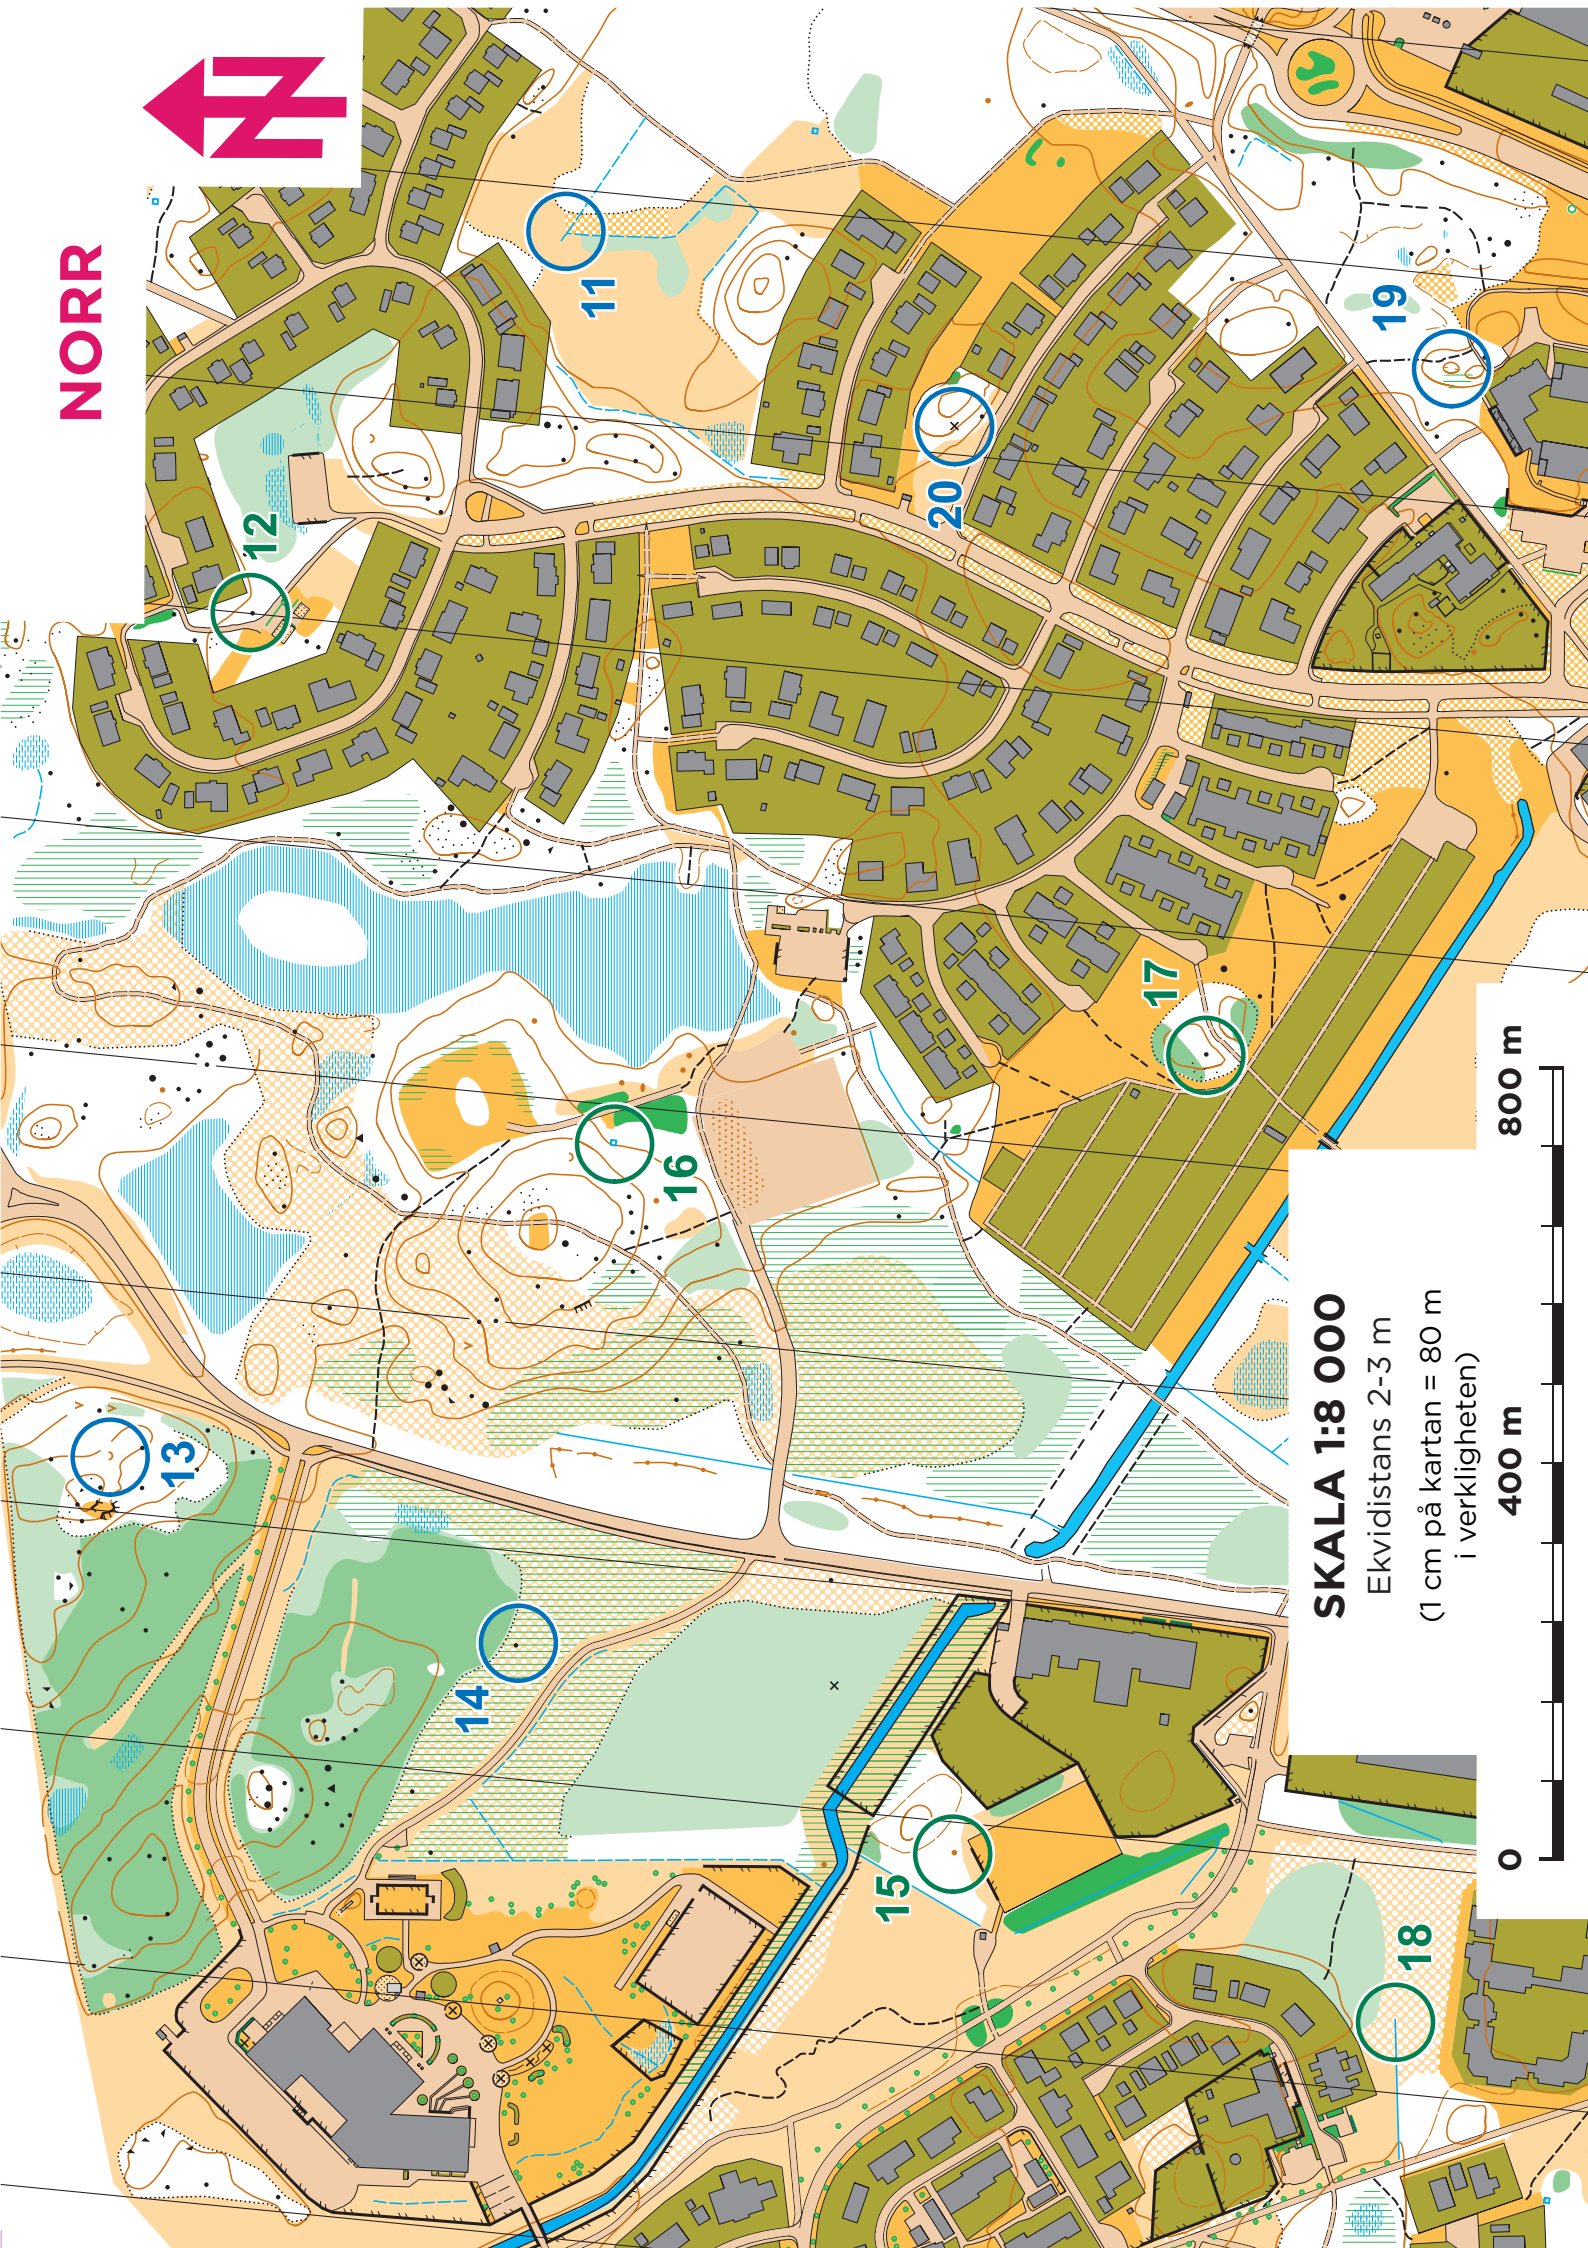 NORR
N
11
12
20
19
17
16
13
14
15
18
SKALA 1:8 000
Ekvidistans 2-3 m
(1 cm på kartan = 80 m
i verkligheten)
0
400 m
800 m